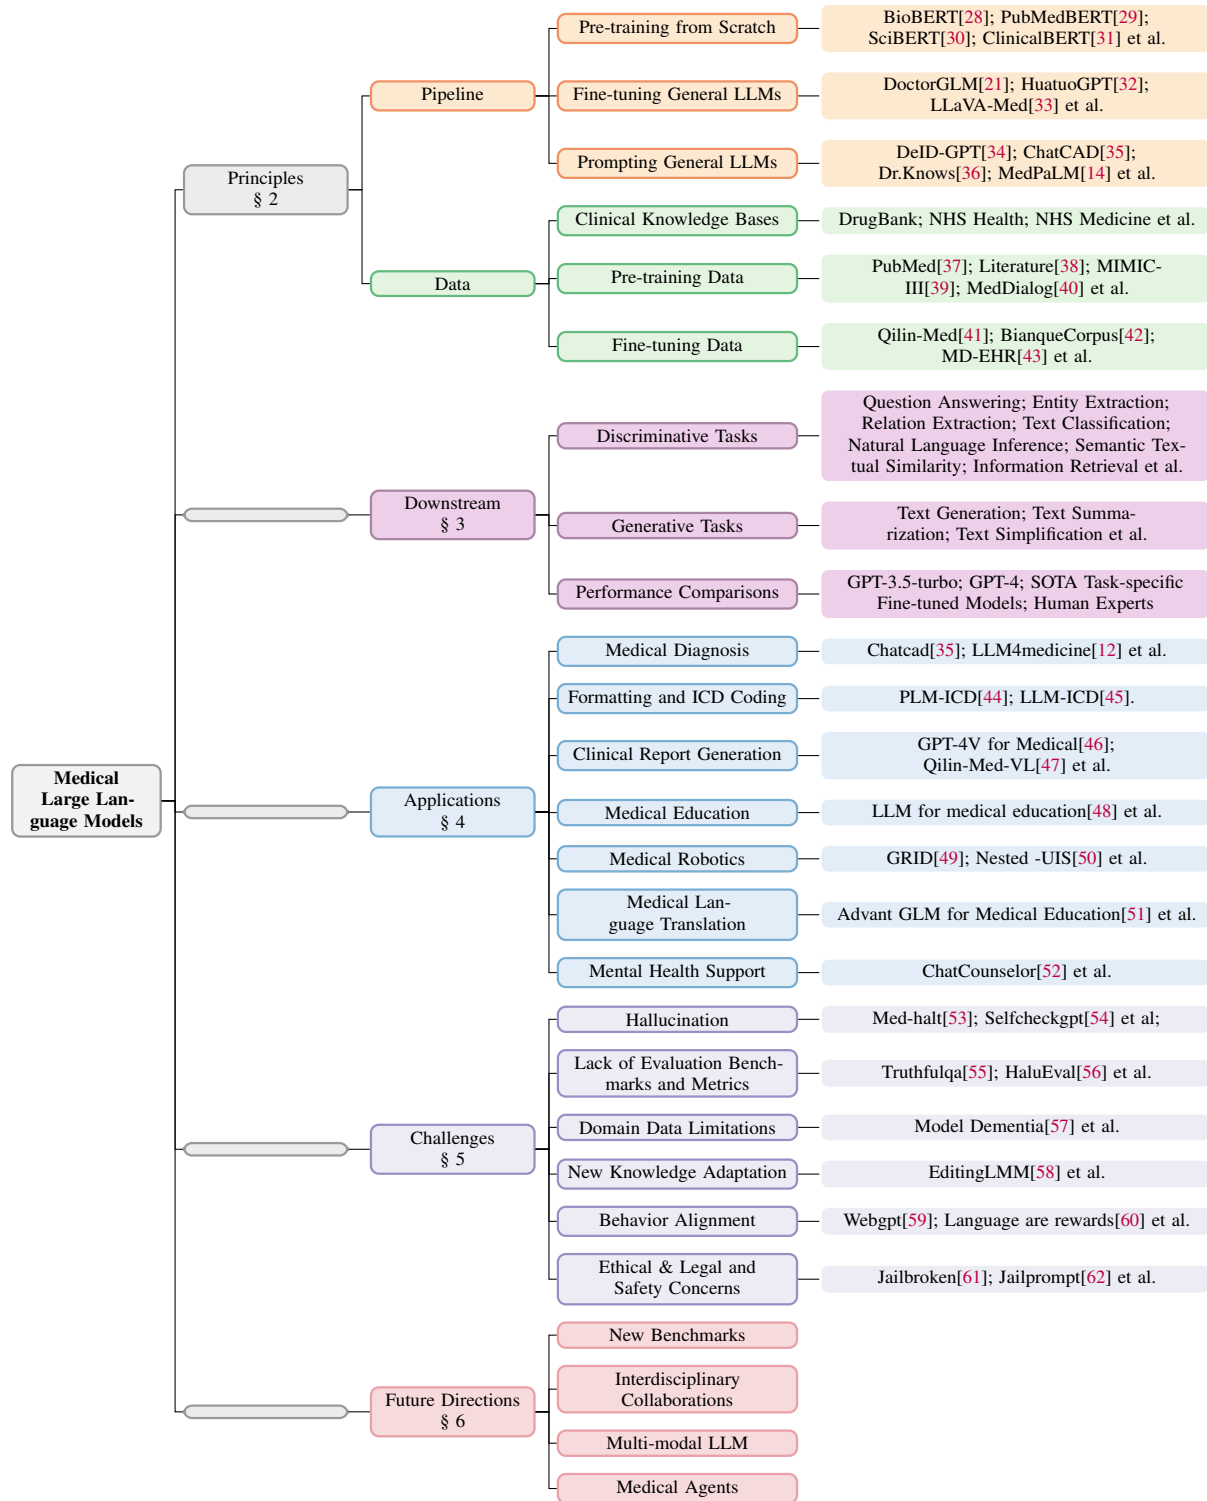 Medical
Large Lan-
guage Models
Principles
§ 2
Pipeline
Pre-training from Scratch
BioBERT[28]; PubMedBERT[29];
SciBERT[30]; ClinicalBERT[31] et al.
Fine-tuning General LLMs
DoctorGLM[21]; HuatuoGPT[32];
LLaVA-Med[33] et al.
Prompting General LLMs
DeID-GPT[34]; ChatCAD[35];
Dr.Knows[36]; MedPaLM[14] et al.
Data
Clinical Knowledge Bases
DrugBank; NHS Health; NHS Medicine et al.
Pre-training Data
PubMed[37]; Literature[38]; MIMIC-
III[39]; MedDialog[40] et al.
Fine-tuning Data
Qilin-Med[41]; BianqueCorpus[42];
MD-EHR[43] et al.
Downstream
§ 3
Discriminative Tasks
Question Answering; Entity Extraction;
Relation Extraction; Text Classification;
Natural Language Inference; Semantic Tex-
tual Similarity; Information Retrieval et al.
Generative Tasks
Text Generation; Text Summa-
rization; Text Simplification et al.
Performance Comparisons
GPT-3.5-turbo; GPT-4; SOTA Task-specific
Fine-tuned Models; Human Experts
Applications
§ 4
Medical Diagnosis
Chatcad[35]; LLM4medicine[12] et al.
Formatting and ICD Coding
PLM-ICD[44]; LLM-ICD[45].
Clinical Report Generation
GPT-4V for Medical[46];
Qilin-Med-VL[47] et al.
Medical Education
LLM for medical education[48] et al.
Medical Robotics
GRID[49]; Nested -UIS[50] et al.
Medical Lan-
guage Translation
Advant GLM for Medical Education[51] et al.
Mental Health Support
ChatCounselor[52] et al.
Challenges
§ 5
Hallucination
Med-halt[53]; Selfcheckgpt[54] et al;
Lack of Evaluation Bench-
marks and Metrics
Truthfulqa[55]; HaluEval[56] et al.
Domain Data Limitations
Model Dementia[57] et al.
New Knowledge Adaptation
EditingLMM[58] et al.
Behavior Alignment
Webgpt[59]; Language are rewards[60] et al.
Ethical & Legal and
Safety Concerns
Jailbroken[61]; Jailprompt[62] et al.
Future Directions
§ 6
New Benchmarks
Interdisciplinary
Collaborations
Multi-modal LLM
Medical Agents